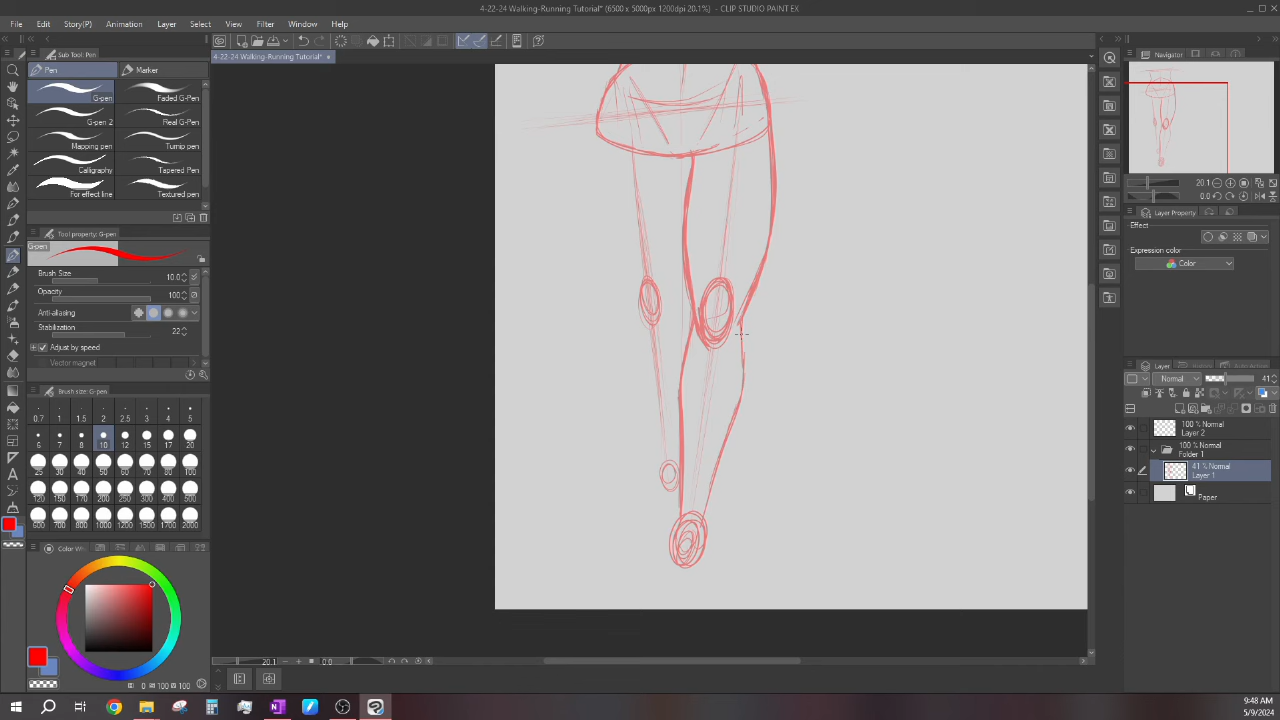 4-22-24 Walking-Running Tutorial* (6500 x 5000px 1200dpi 20.1%) - CLIP STUDIO PAINT EX
File Edit Story(P) Animation Layer Select View Filter Window Help
Sub Tool: Pen
4-22-24 Walking-Running Tutorial*
Navigator
Pen Marker
G-pen Faded G-Pen
G-pen 2 Real G-Pen
Mapping pen Turnip pen
Calligraphy Tapered Pen
For effect line Textured pen
20.1
0.0
Layer Property
Effect
Expression color
Color
Tool property: G-pen
G-pen
Brush Size 10.0
Opacity 100
Anti-aliasing
Stabilization 22
Adjust by speed
Vector magnet
Brush size: G-pen
0.7 1 1.5 2 2.5 3 4 5
6 7 8 10 12 15 17 20
25 30 40 50 60 70 80 100
120 150 170 200 250 300 400 500
600 700 800 1000 1200 1500 1700 2000
Layer
Normal 41
100 % Normal
Layer 2
100 % Normal
Folder 1
41 % Normal
Layer 1
Paper
Color Wh
0 100 100
20.1 0.0
9:48 AM
5/9/2024